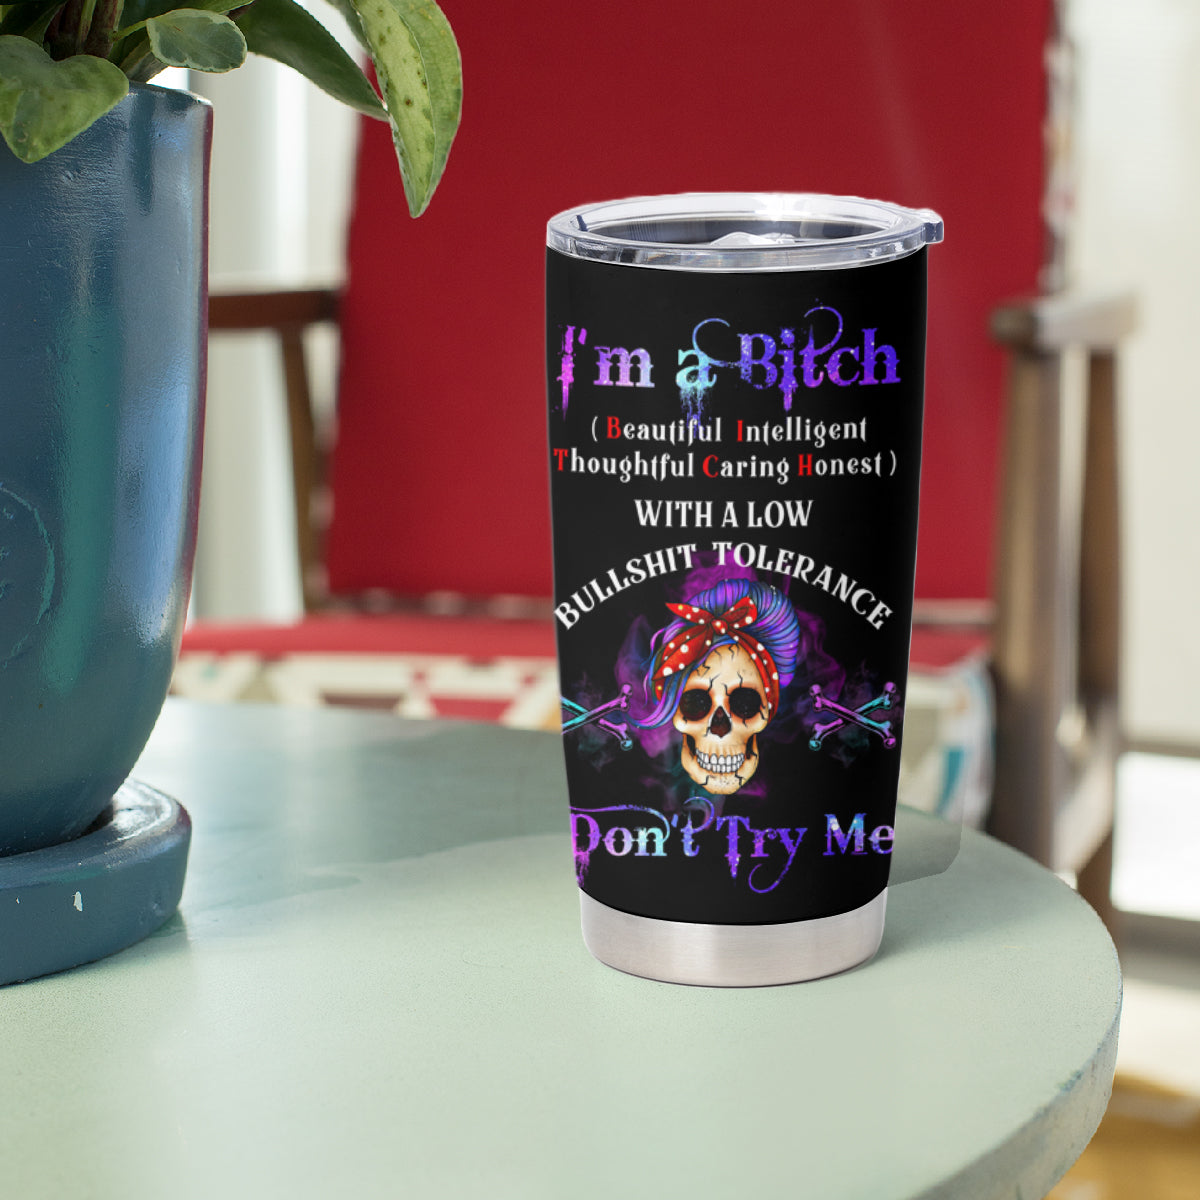 I'm a Bitch
( Beautiful Intelligent
Thoughtful Caring Honest )
WITH A LOW
BULLSHIT TOLERANCE
Don't Try Me